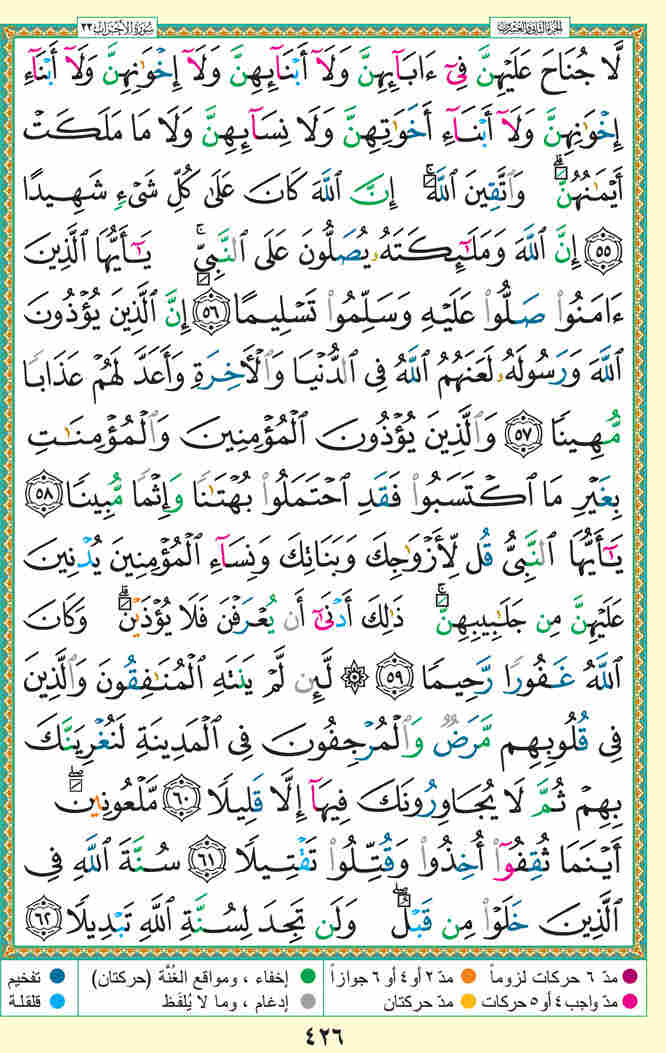 سُورَةُ الأَحْزَابِ ٣٣ الجزء الثاني والعشرون
لَّا جُنَاحَ عَلَيْهِنَّ فِىٓ ءَابَآئِهِنَّ وَلَآ أَبْنَآئِهِنَّ وَلَآ إِخْوَٰنِهِنَّ وَلَآ أَبْنَآءِ
إِخْوَٰنِهِنَّ وَلَآ أَبْنَآءِ أَخَوَٰتِهِنَّ وَلَا نِسَآئِهِنَّ وَلَا مَا مَلَكَتْ
أَيْمَٰنُهُنَّ ۗ وَٱتَّقِينَ ٱللَّهَ ۚ إِنَّ ٱللَّهَ كَانَ عَلَىٰ كُلِّ شَىْءٍ شَهِيدًا
٥٥ إِنَّ ٱللَّهَ وَمَلَٰٓئِكَتَهُۥ يُصَلُّونَ عَلَى ٱلنَّبِىِّ ۚ يَٰٓأَيُّهَا ٱلَّذِينَ
ءَامَنُوا۟ صَلُّوا۟ عَلَيْهِ وَسَلِّمُوا۟ تَسْلِيمًا ٥٦ إِنَّ ٱلَّذِينَ يُؤْذُونَ
ٱللَّهَ وَرَسُولَهُۥ لَعَنَهُمُ ٱللَّهُ فِى ٱلدُّنْيَا وَٱلْءَاخِرَةِ وَأَعَدَّ لَهُمْ عَذَابًا
مُّهِينًا ٥٧ وَٱلَّذِينَ يُؤْذُونَ ٱلْمُؤْمِنِينَ وَٱلْمُؤْمِنَٰتِ
بِغَيْرِ مَا ٱكْتَسَبُوا۟ فَقَدِ ٱحْتَمَلُوا۟ بُهْتَٰنًا وَإِثْمًا مُّبِينًا ٥٨
يَٰٓأَيُّهَا ٱلنَّبِىُّ قُل لِّأَزْوَٰجِكَ وَبَنَاتِكَ وَنِسَآءِ ٱلْمُؤْمِنِينَ يُدْنِينَ
عَلَيْهِنَّ مِن جَلَٰبِيبِهِنَّ ۚ ذَٰلِكَ أَدْنَىٰٓ أَن يُعْرَفْنَ فَلَا يُؤْذَيْنَ ۗ وَكَانَ
ٱللَّهُ غَفُورًا رَّحِيمًا ٥٩ ۞ لَّئِن لَّمْ يَنتَهِ ٱلْمُنَٰفِقُونَ وَٱلَّذِينَ
فِى قُلُوبِهِم مَّرَضٌ وَٱلْمُرْجِفُونَ فِى ٱلْمَدِينَةِ لَنُغْرِيَنَّكَ
بِهِمْ ثُمَّ لَا يُجَاوِرُونَكَ فِيهَآ إِلَّا قَلِيلًا ٦٠ مَّلْعُونِينَ ۖ
أَيْنَمَا ثُقِفُوٓا۟ أُخِذُوا۟ وَقُتِّلُوا۟ تَقْتِيلًا ٦١ سُنَّةَ ٱللَّهِ فِى
ٱلَّذِينَ خَلَوْا۟ مِن قَبْلُ ۖ وَلَن تَجِدَ لِسُنَّةِ ٱللَّهِ تَبْدِيلًا ٦٢
مدّ ٦ حركات لزوماً مدّ ٢ أو ٤ أو ٦ جوازاً إخفاء ، ومواقع الغُنَّة (حركتان) تفخيم
مدّ واجب ٤ أو ٥ حركات مدّ حركتان إدغام ، وما لا يُلفَظ قلقلة
٤٢٦